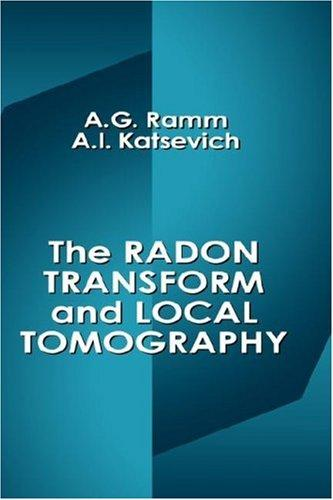 A.G. Ramm
A.I. Katsevich
The RADON
TRANSFORM
and LOCAL
TOMOGRAPHY